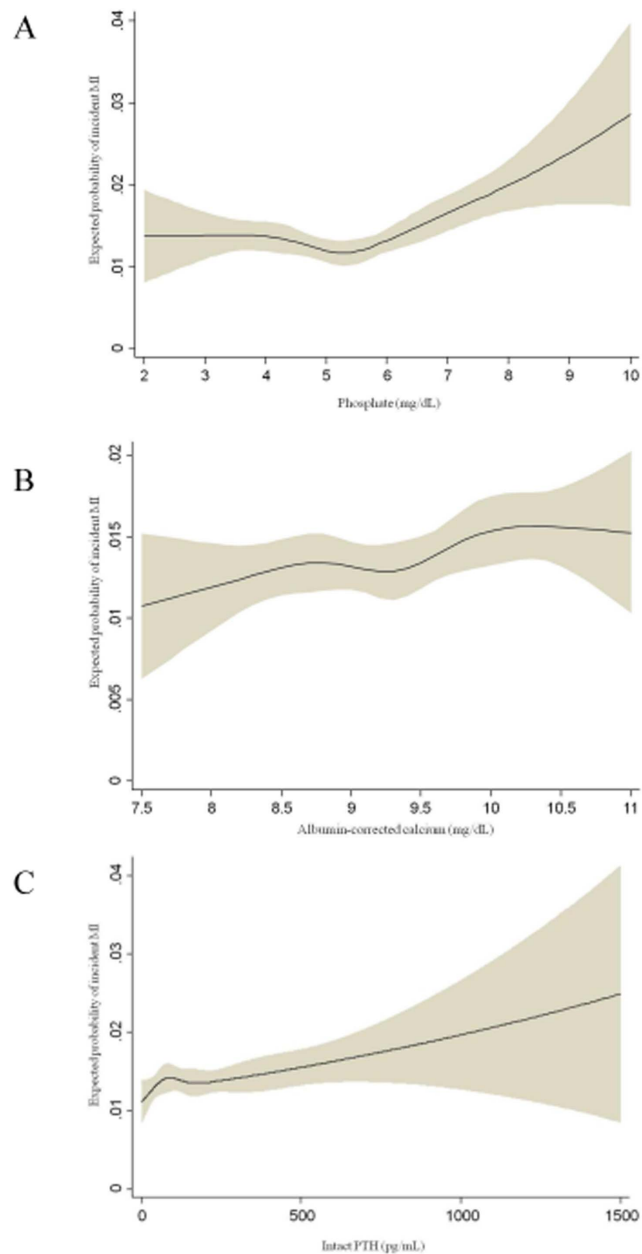 A
Expected probability of incident MI
.04
.03
.02
.01
0
2 3 4 5 6 7 8 9 10
Phosphate (mg/dL)
B
Expected probability of incident MI
.02
.015
.01
.005
0
7.5 8 8.5 9 9.5 10 10.5 11
Albumin-corrected calcium (mg/dL)
C
Expected probability of incident MI
.04
.03
.02
.01
0
0 500 1000 1500
Intact PTH (pg/mL)